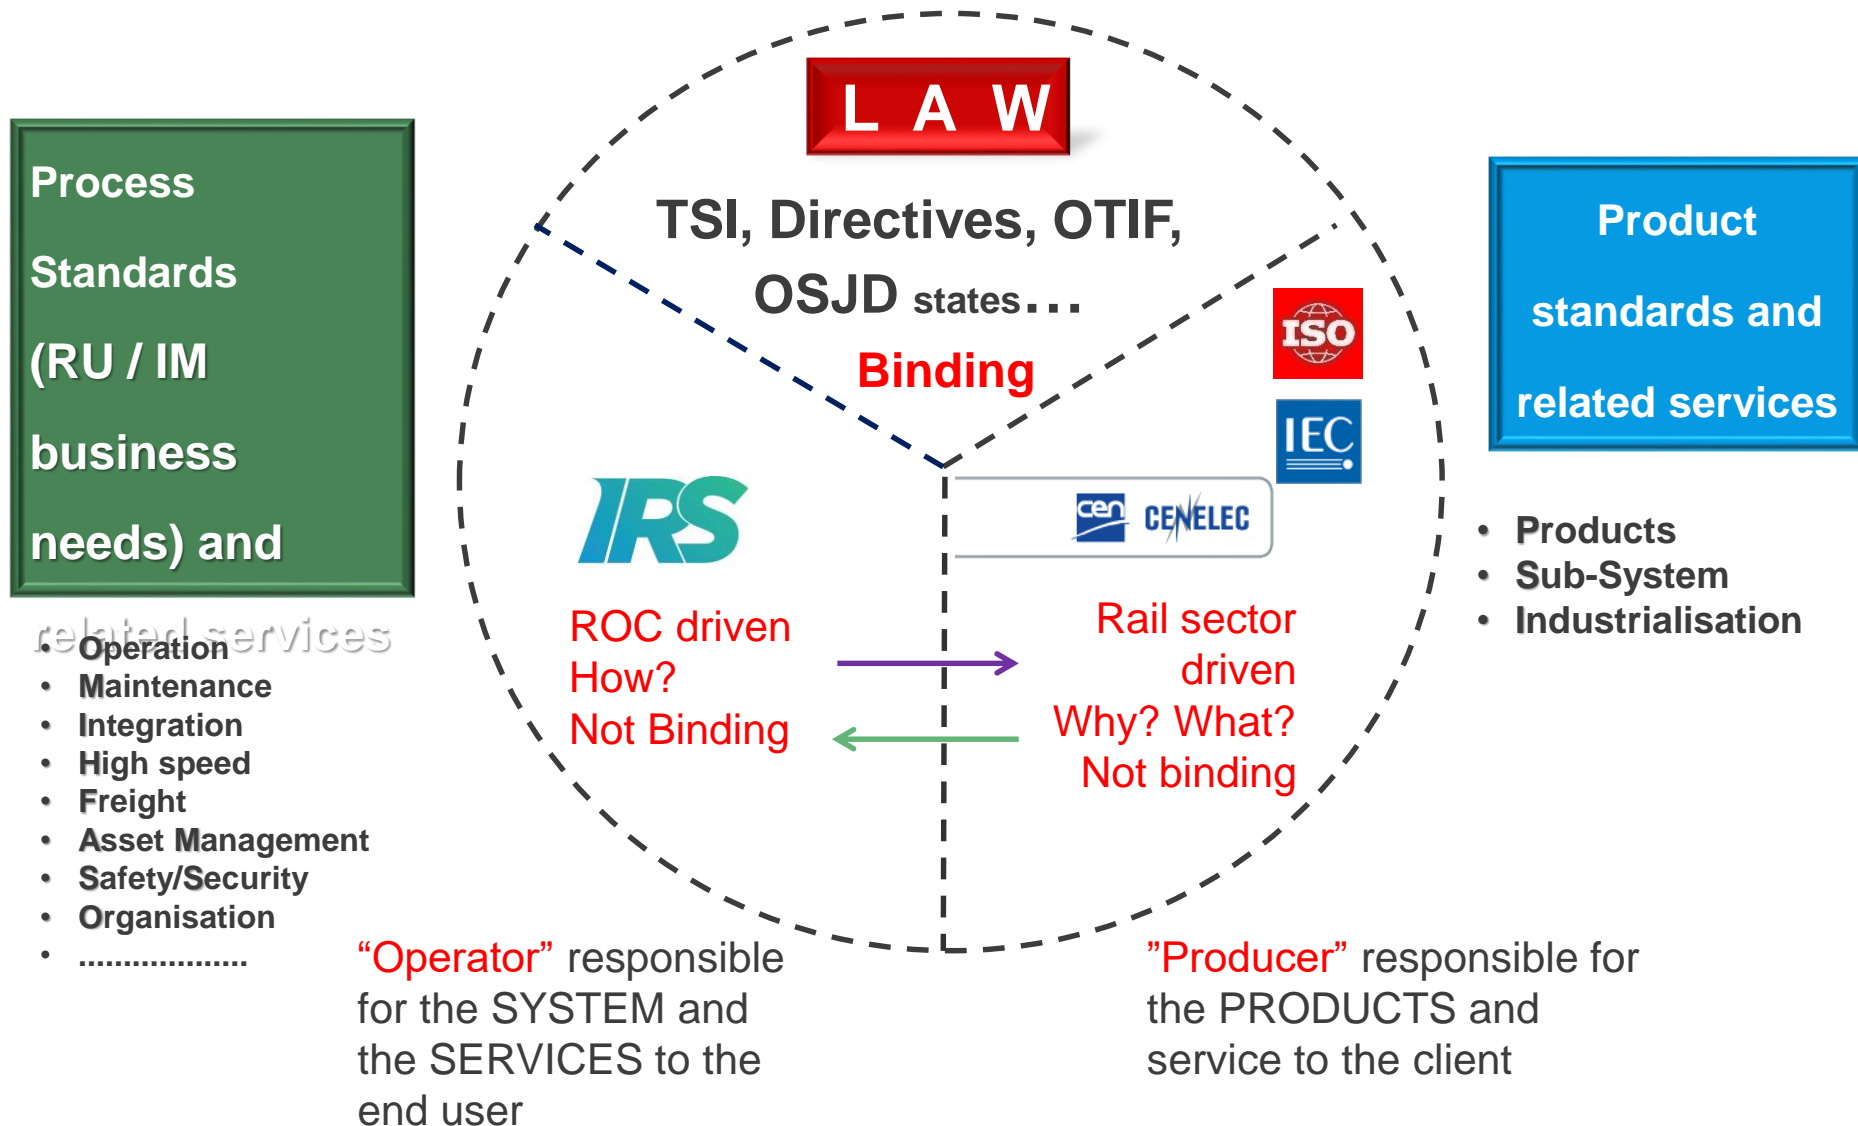 L A W
TSI, Directives, OTIF,
OSJD states...
Binding
Process
Standards
(RU / IM
business
needs) and
related services
• Operation
• Maintenance
• Integration
• High speed
• Freight
• Asset Management
• Safety/Security
• Organisation
• ...................
IRS
ROC driven
How?
Not Binding
ISO
IEC
cen CENELEC
Rail sector
driven
Why? What?
Not binding
Product
standards and
related services
• Products
• Sub-System
• Industrialisation
“Operator” responsible
for the SYSTEM and
the SERVICES to the
end user
”Producer” responsible for
the PRODUCTS and
service to the client